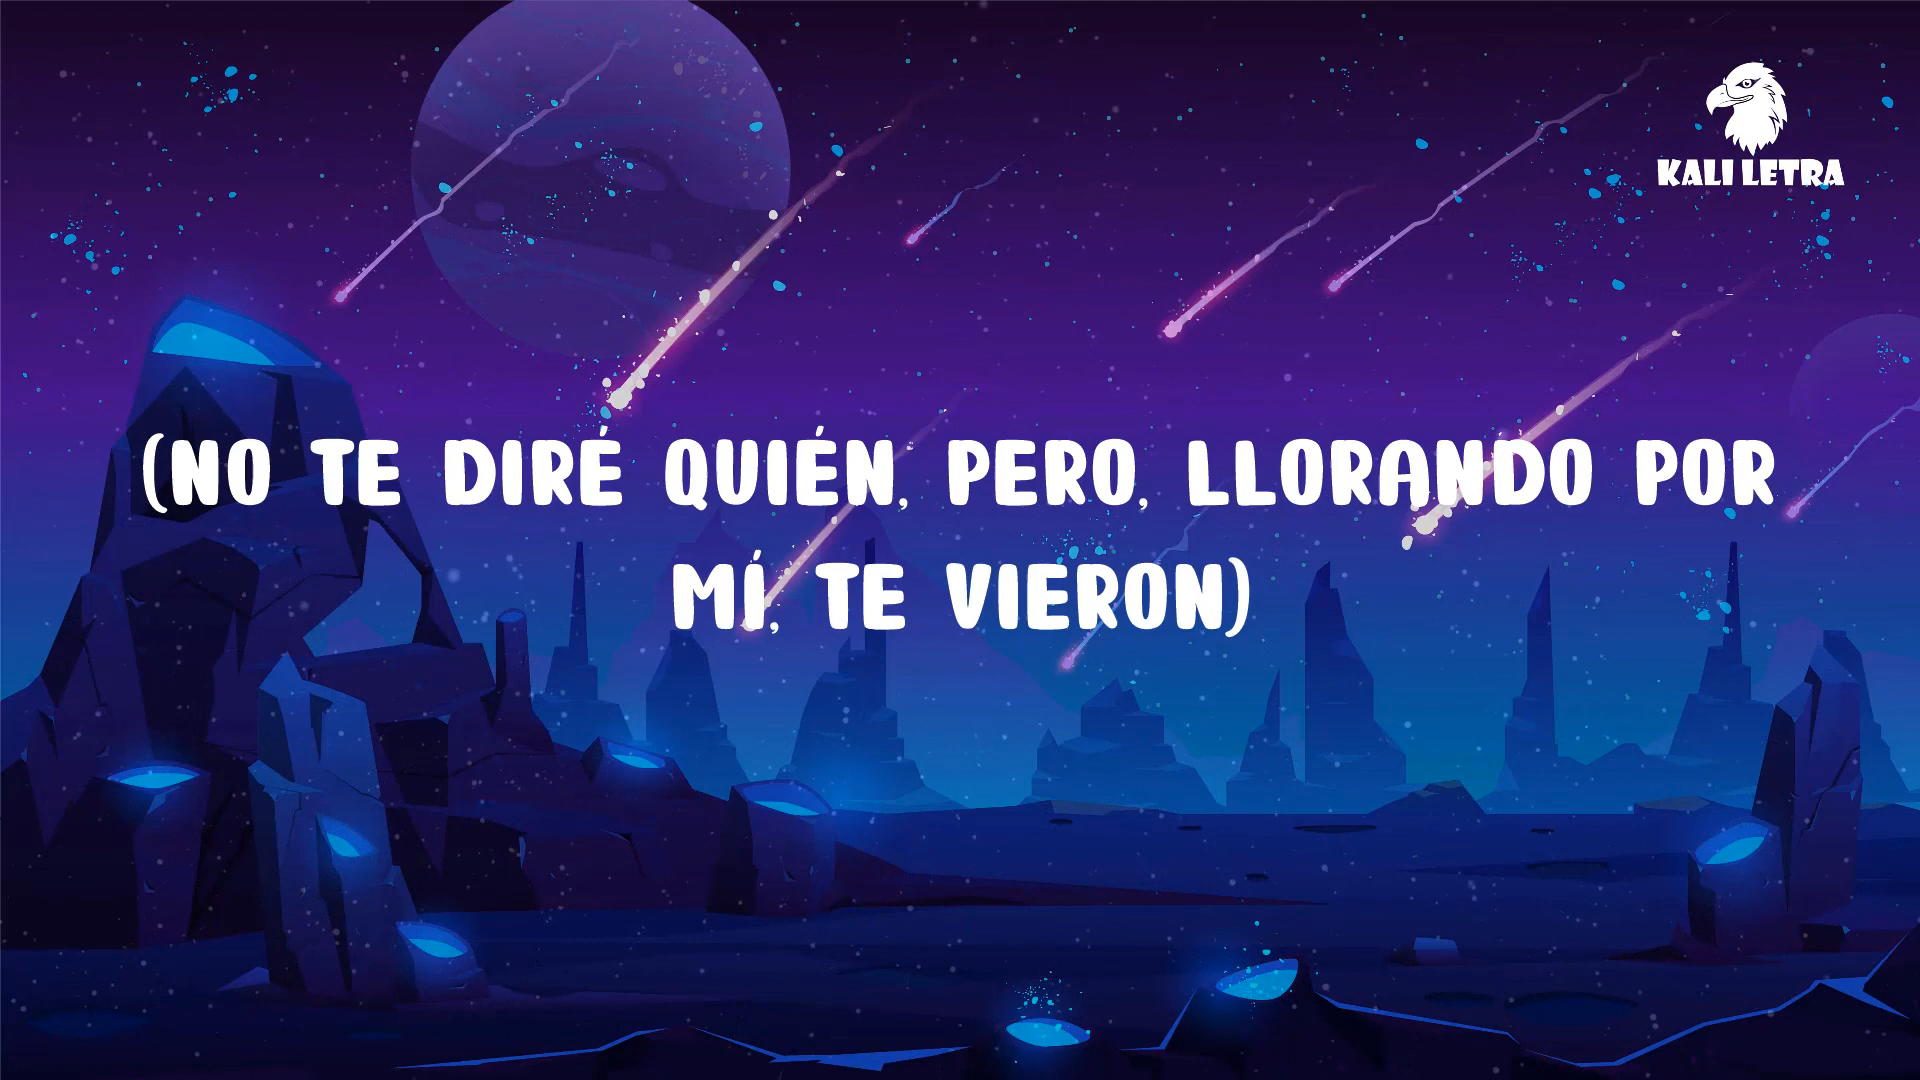 KALI LETRA
(NO TE DIRÉ QUIÉN, PERO, LLORANDO POR
MÍ, TE VIERON)